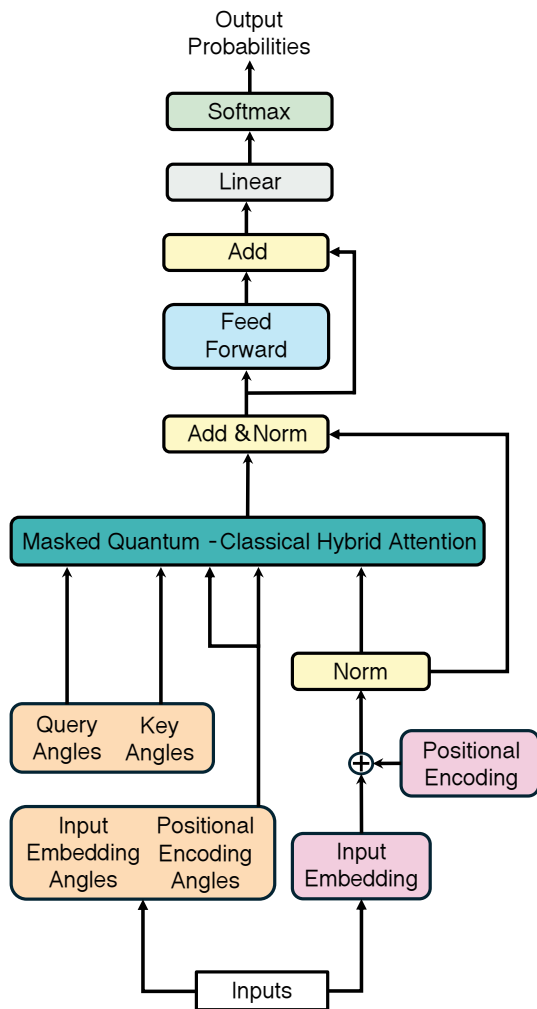 Output
Probabilities
Softmax
Linear
Add
Feed
Forward
Add & Norm
Masked Quantum - Classical Hybrid Attention
Norm
Query
Angles
Key
Angles
Positional
Encoding
Input
Embedding
Angles
Positional
Encoding
Angles
Input
Embedding
Inputs